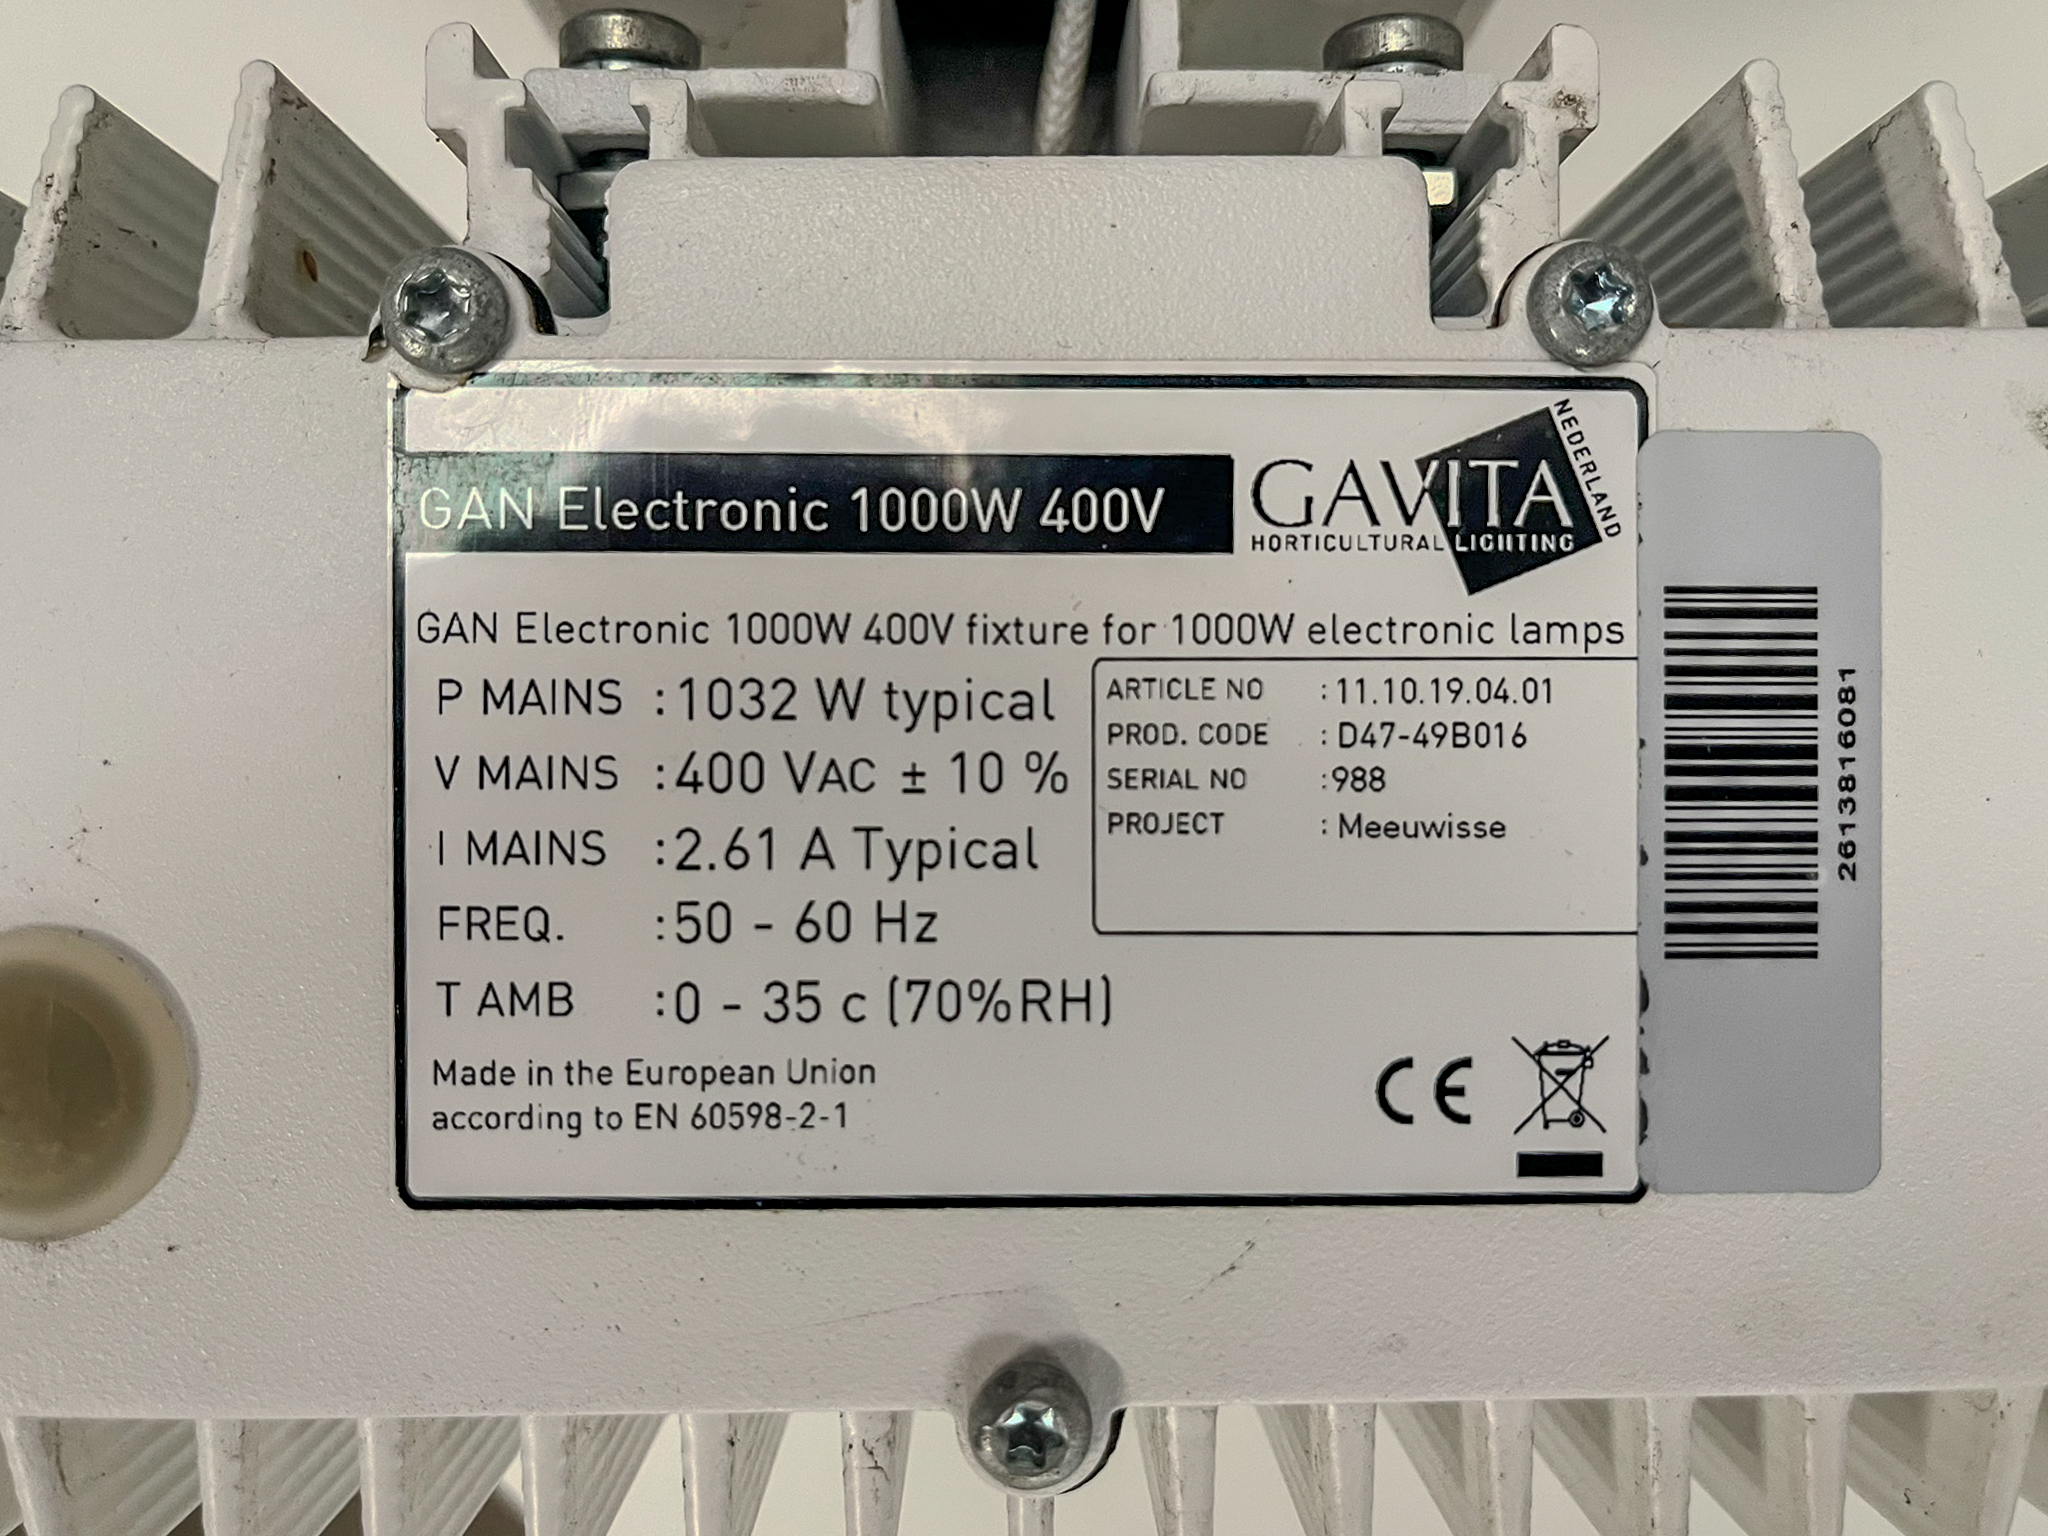 GAN Electronic 1000W 400V
GAVITA
NEDERLAND
HORTICULTURAL LIGHTING
GAN Electronic 1000W 400V fixture for 1000W electronic lamps
P MAINS :1032 W typical
V MAINS :400 VAC ± 10 %
I MAINS :2.61 A Typical
FREQ. :50 - 60 Hz
T AMB :0 - 35 c (70%RH)
ARTICLE NO : 11.10.19.04.01
PROD. CODE : D47-49B016
SERIAL NO :988
PROJECT : Meeuwisse
Made in the European Union
according to EN 60598-2-1
CE
2613816081